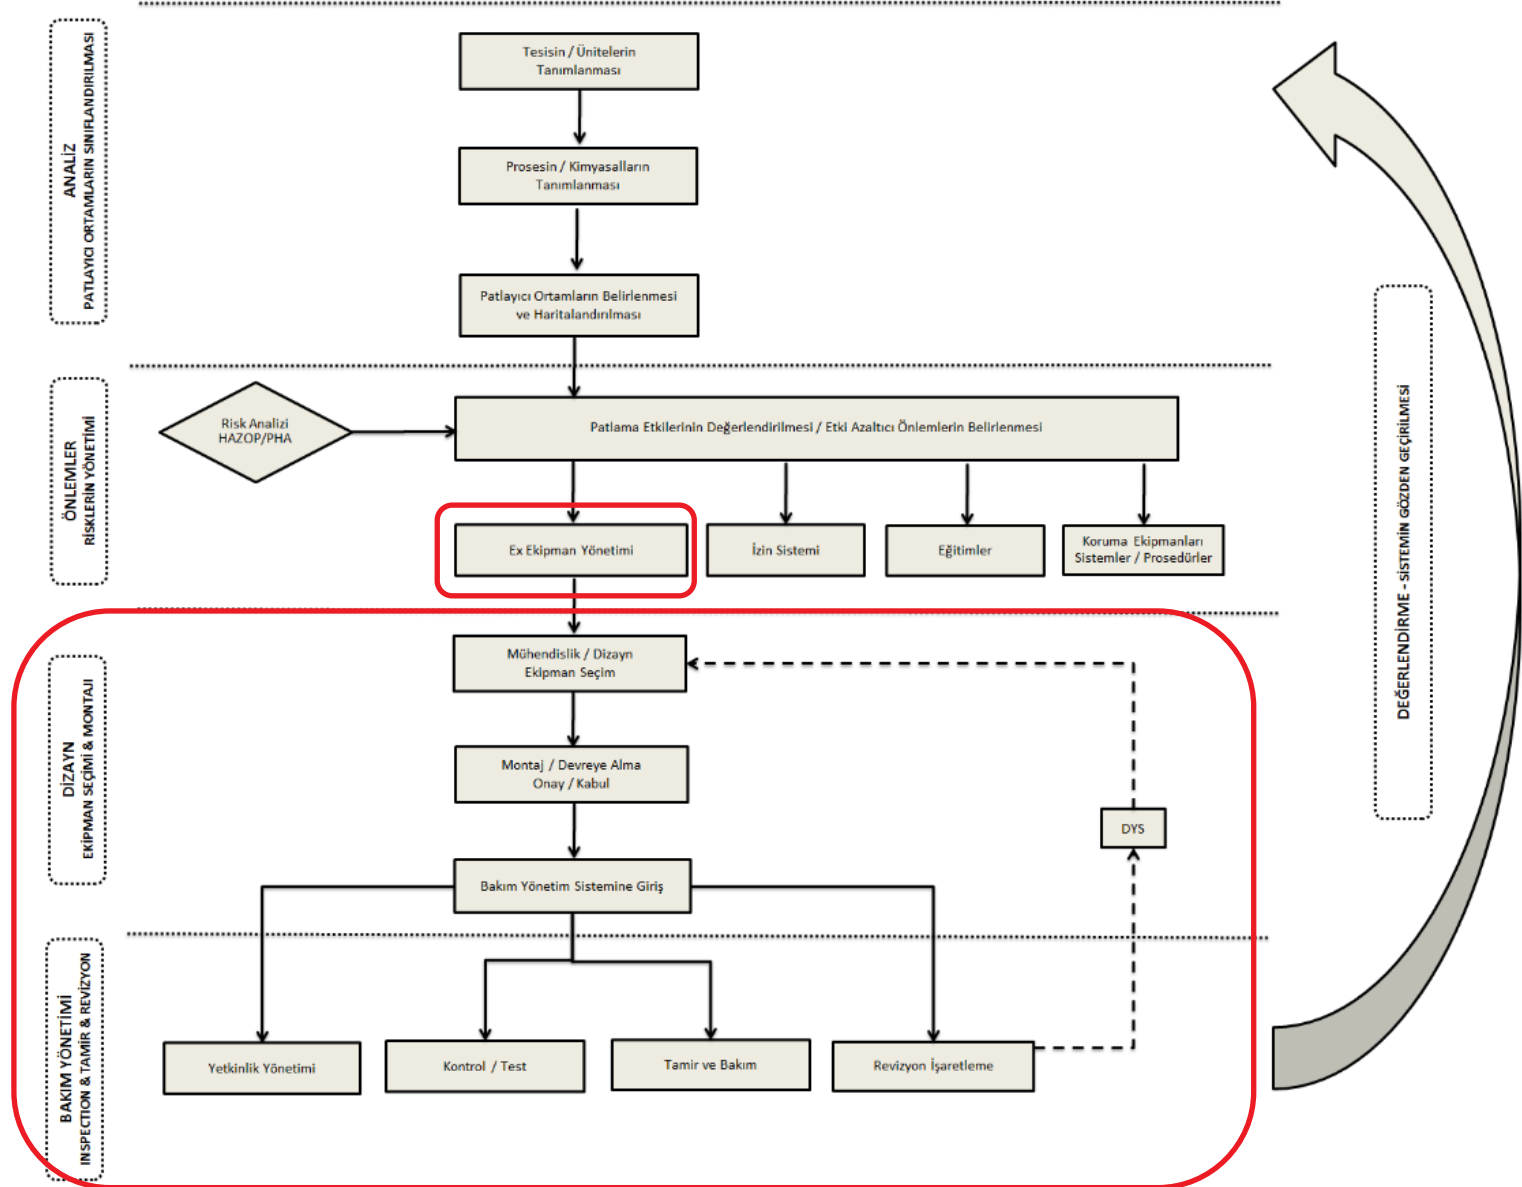 ANALİZ
PATLAYICI ORTAMLARIN SINIFLANDIRILMASI
Tesisin / Ünitelerin
Tanımlanması
Prosesin / Kimyasalların
Tanımlanması
Patlayıcı Ortamların Belirlenmesi
ve Haritalandırılması
ÖNLEMLER
RİSKLERİN YÖNETİMİ
Risk Analizi
HAZOP/PHA
Patlama Etkilerinin Değerlendirilmesi / Etki Azaltıcı Önlemlerin Belirlenmesi
Ex Ekipman Yönetimi
İzin Sistemi
Eğitimler
Koruma Ekipmanları
Sistemler / Prosedürler
DİZAYN
EKİPMAN SEÇİMİ & MONTAJI
Mühendislik / Dizayn
Ekipman Seçim
Montaj / Devreye Alma
Onay / Kabul
DYS
Bakım Yönetim Sistemine Giriş
BAKIM YÖNETİMİ
INSPECTION & TAMİR & REVİZYON
Yetkinlik Yönetimi
Kontrol / Test
Tamir ve Bakım
Revizyon İşaretleme
DEĞERLENDİRME - SİSTEMİN GÖZDEN GEÇİRİLMESİ